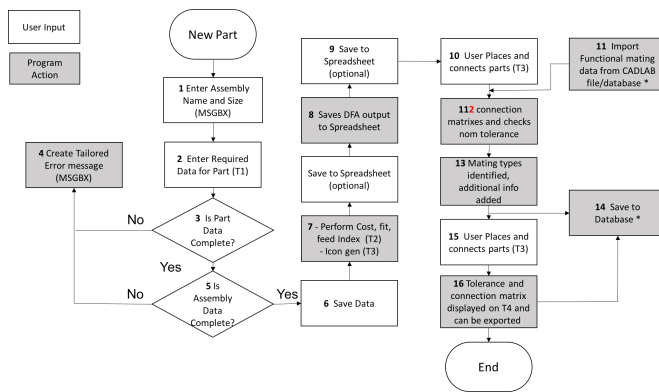 User Input
Program
Action
New Part
1 Enter Assembly
Name and Size
(MSGBX)
2 Enter Required
Data for Part (T1)
3 Is Part
Data
Complete?
4 Create Tailored
Error message
(MSGBX)
No
Yes
5 Is
Assembly
Data
Complete?
No
Yes
6 Save Data
7 - Perform Cost, fit,
feed Index (T2)
- Icon gen (T3)
Save to Spreadsheet
(optional)
8 Saves DFA output
to Spreadsheet
9 Save to
Spreadsheet
(optional)
10 User Places and
connects parts (T3)
11 Import
Functional mating
data from CADLAB
file/database *
112 connection
matrixes and checks
nom tolerance
13 Mating types
identified,
additional info
added
14 Save to
Database *
15 User Places and
connects parts (T3)
16 Tolerance and
connection matrix
displayed on T4 and
can be exported
End